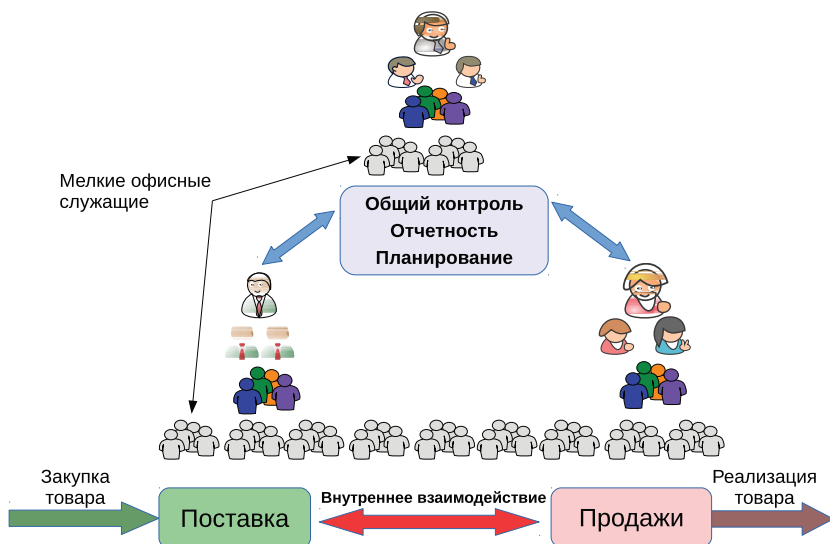 Мелкие офисные
служащие
Общий контроль
Отчетность
Планирование
Закупка
товара
Поставка
Внутреннее взаимодействие
Продажи
Реализация
товара